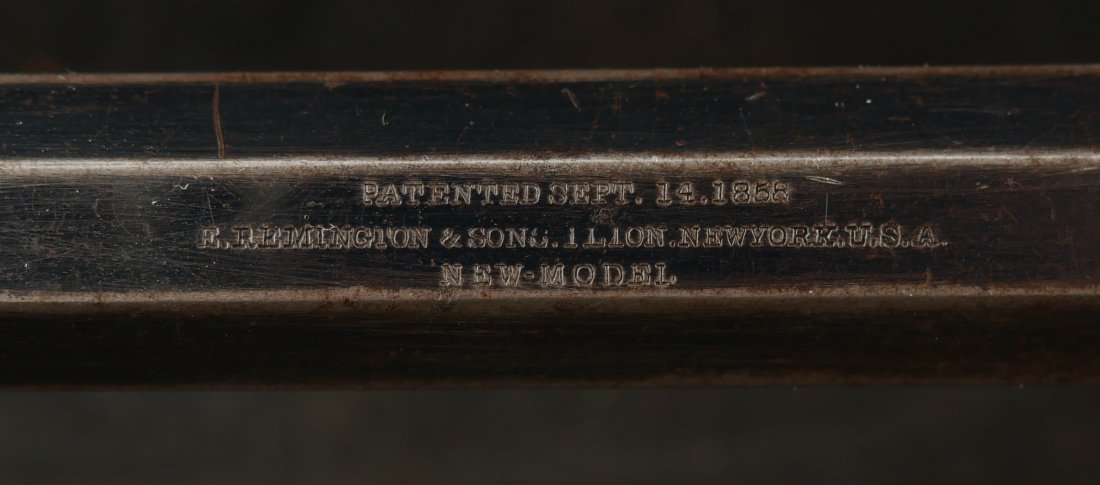 PATENTED SEPT. 14.1858
E.REMINGTON & SONS. ILION. NEWYORK.U.S.A.
NEW-MODEL.